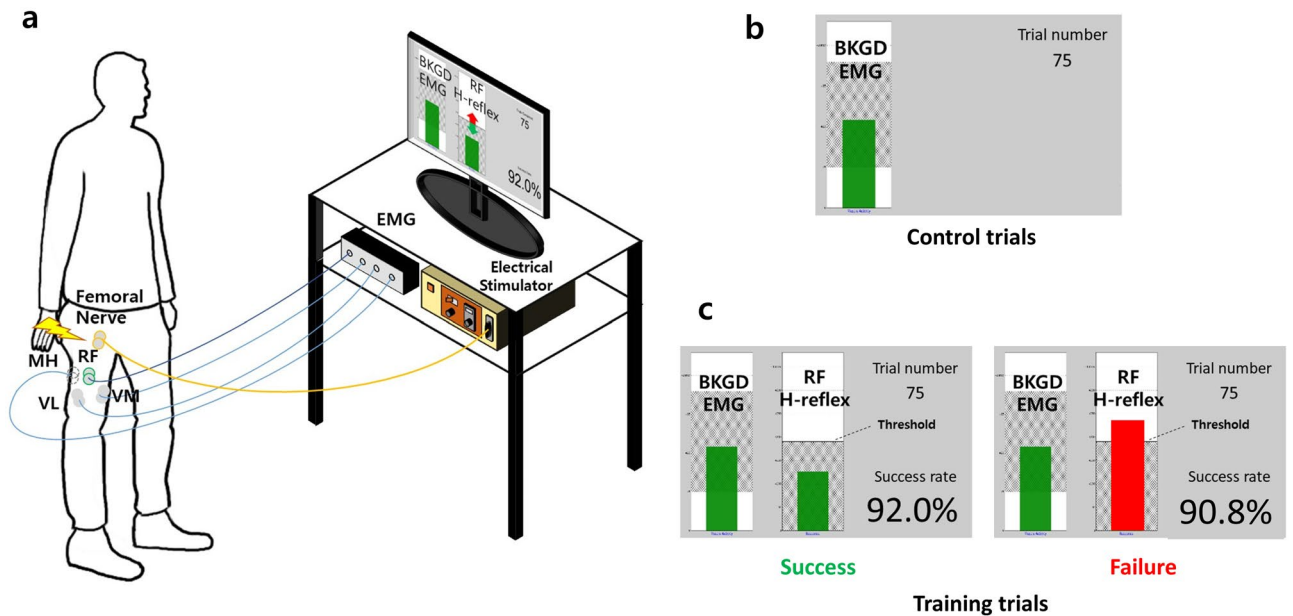 a
BKGD
EMG
RF
H-reflex
75
92.0%
EMG
Electrical
Stimulator
Femoral
Nerve
MH
RF
VL
VM
b
BKGD
EMG
Trial number
75
Control trials
c
BKGD
EMG
RF
H-reflex
Trial number
75
Threshold
Success rate
92.0%
Success
BKGD
EMG
RF
H-reflex
Trial number
75
Threshold
Success rate
90.8%
Failure
Training trials